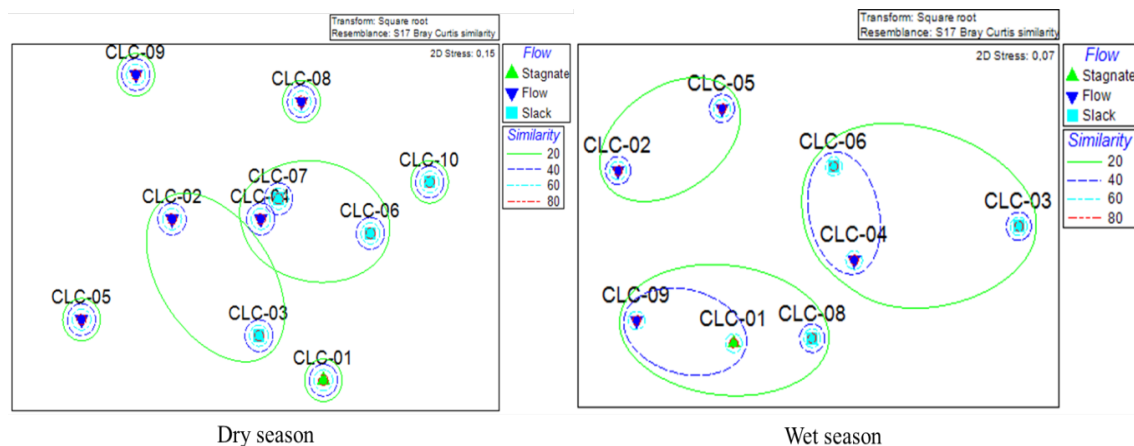 Transform: Square root
Resemblance: S17 Bray Curtis similarity
2D Stress: 0,15
Flow
Stagnate
Flow
Slack
Similarity
20
40
60
80
CLC-09
CLC-08
CLC-10
CLC-07
CLC-02
CLC-04
CLC-06
CLC-05
CLC-03
CLC-01
Dry season
Transform: Square root
Resemblance: S17 Bray Curtis similarity
2D Stress: 0,07
Flow
Stagnate
Flow
Slack
Similarity
20
40
60
80
CLC-05
CLC-02
CLC-06
CLC-03
CLC-04
CLC-09
CLC-01
CLC-08
Wet season